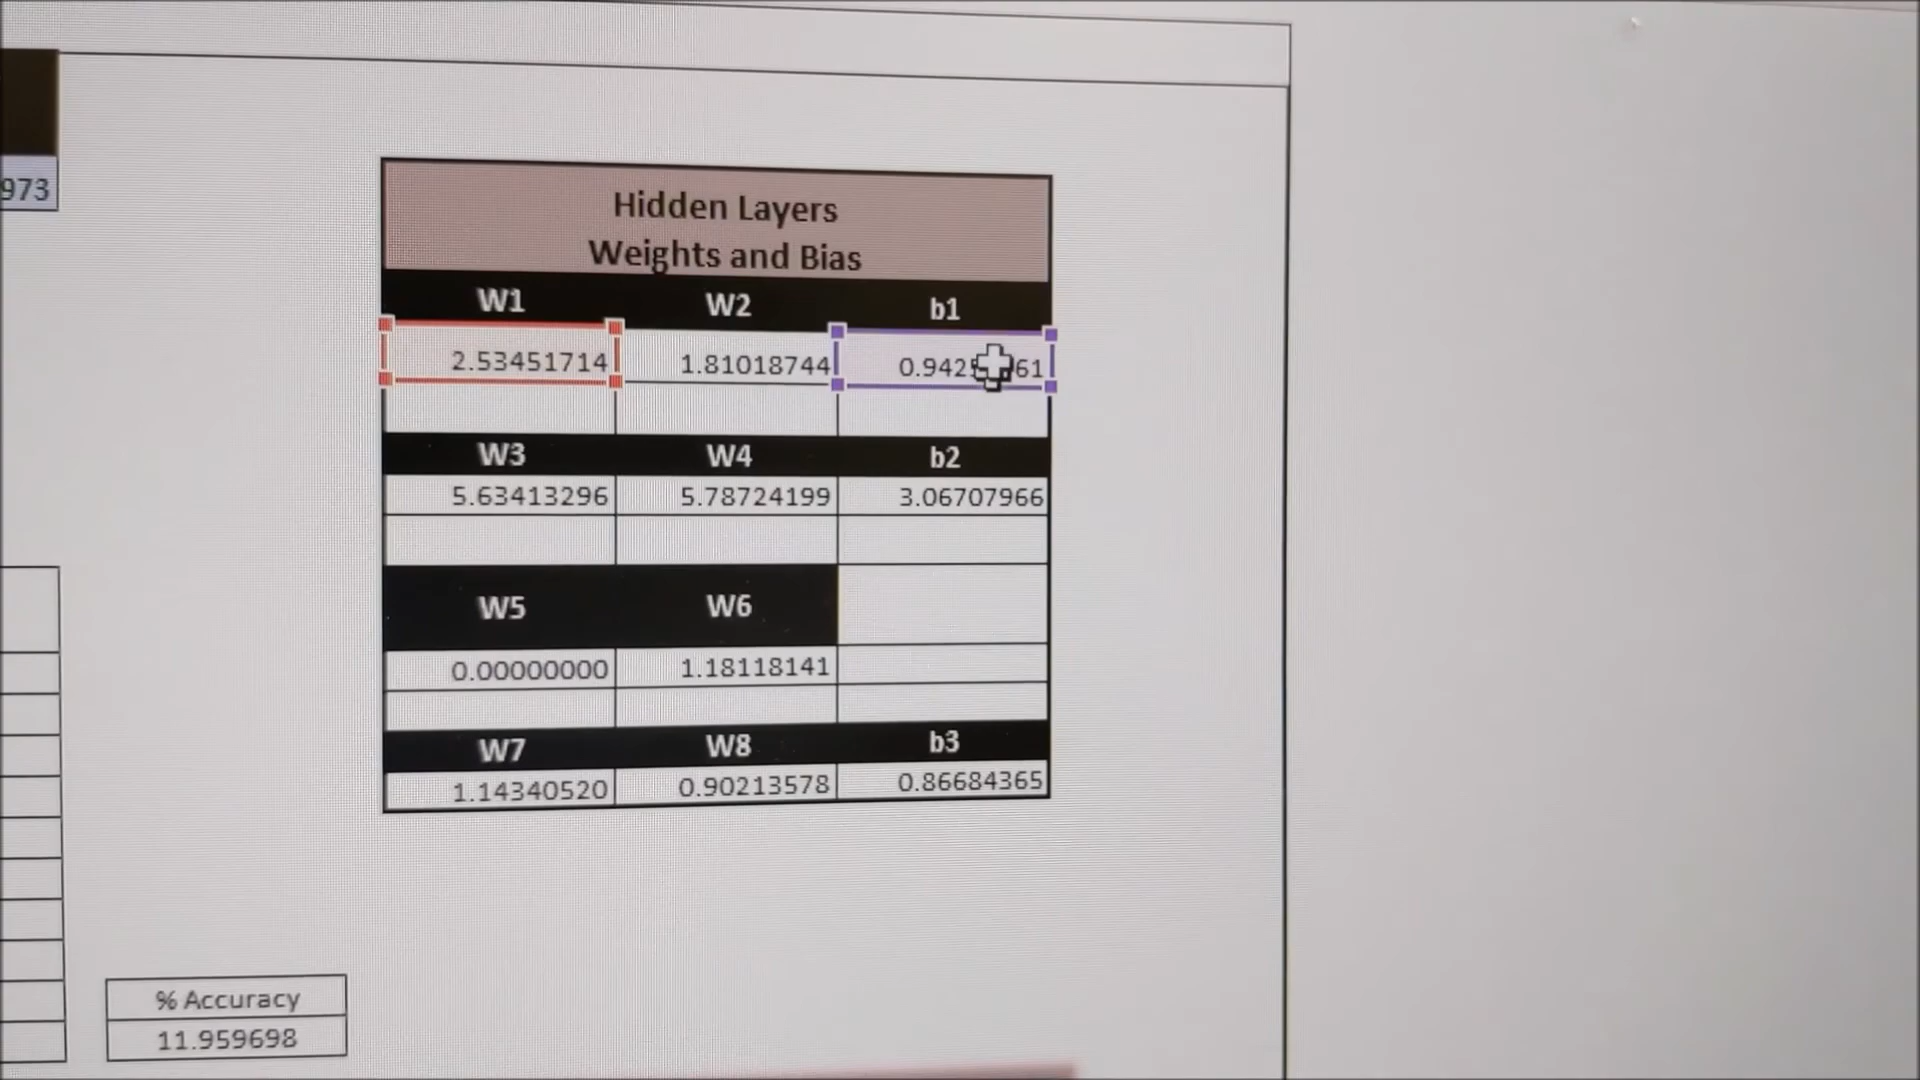 973
Hidden Layers
Weights and Bias
W1 W2 b1
2.53451714 1.81018744
W3 W4 b2
5.63413296 5.78724199 3.06707966
W5 W6
0.00000000 1.18118141
W7 W8 b3
1.14340520 0.90213578 0.86684365
% Accuracy
11.959698